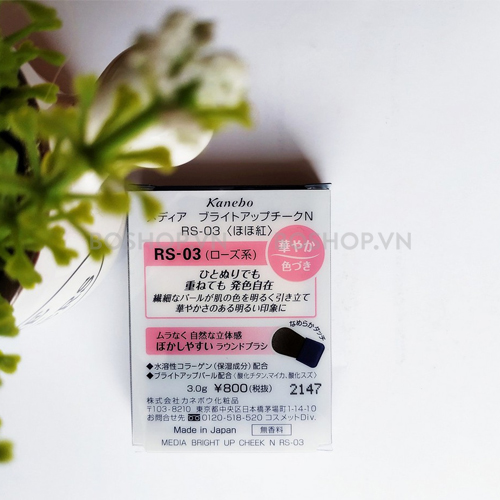 Kanebo
メディア ブライトアップチークN
RS-03〈ほほ紅〉
BOSHOP.VN
BOSHOP.VN
RS-03(ローズ系)
華やか
色づき
ひとぬりでも
重ねても 発色自在
繊細なパールが肌の色を明るく引き立て
華やかさのある明るい印象に
ムラなく 自然な立体感
ぼかしやすい ラウンドブラシ
なめらか・タッチ
◆水溶性コラーゲン(保湿成分)配合
◆ブライトアップパール配合〈酸化チタン,マイカ,酸化スズ〉
3.0g ¥800(税抜) 2147
株式会社カネボウ化粧品
〒103-8210 東京都中央区日本橋茅場町1-14-10
お問合せ先 0120-518-520 コスメットDiv.
Made in Japan 無香料
MEDIA BRIGHT UP CHEEK N RS-03